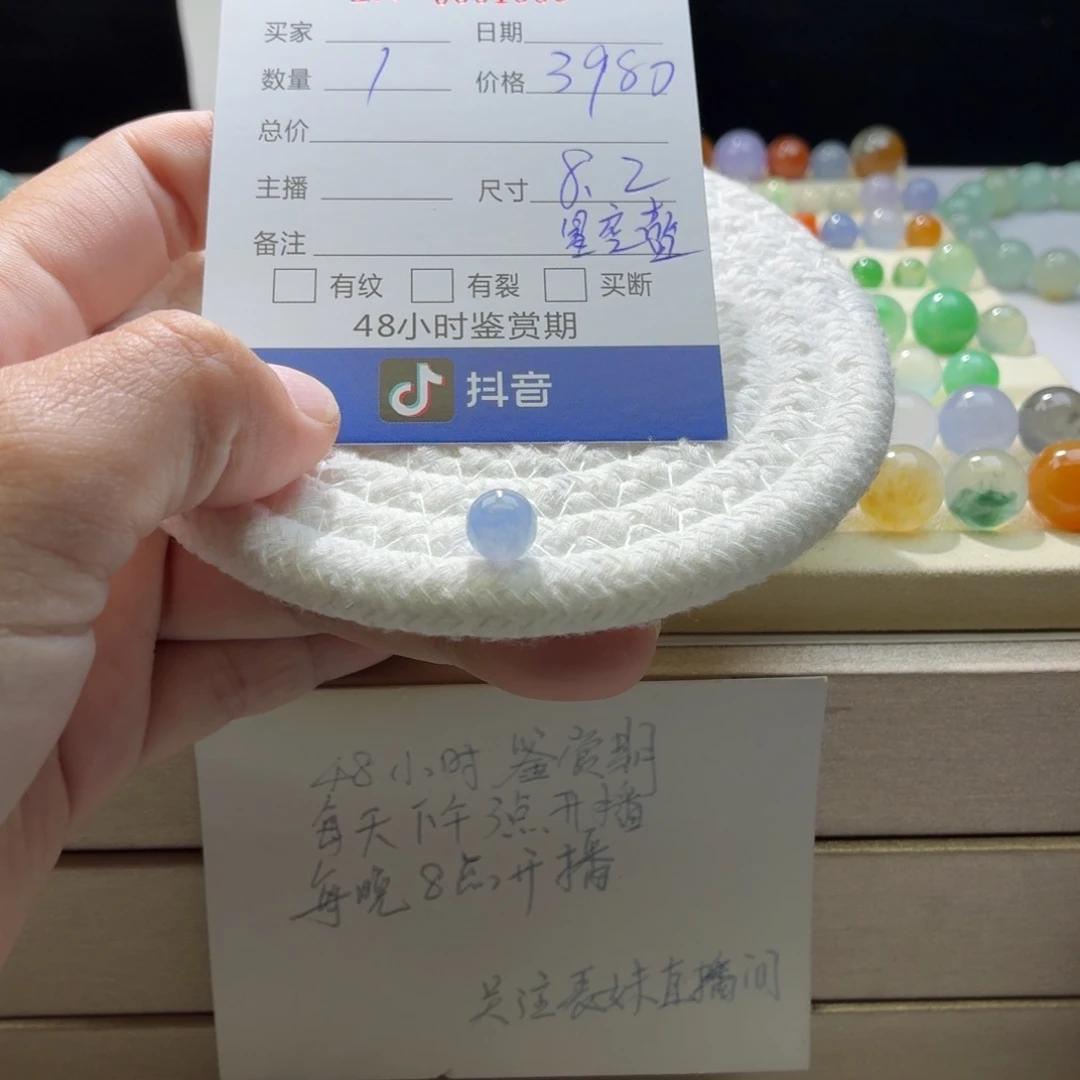 买家 日期
数量 1 价格 3980
总价
主播 尺寸 8.2
备注 星空蓝
有纹 有裂 买断
48小时鉴赏期
抖音
48小时鉴赏期
每天下午3点开播
每晚8点开播
关注表妹直播间